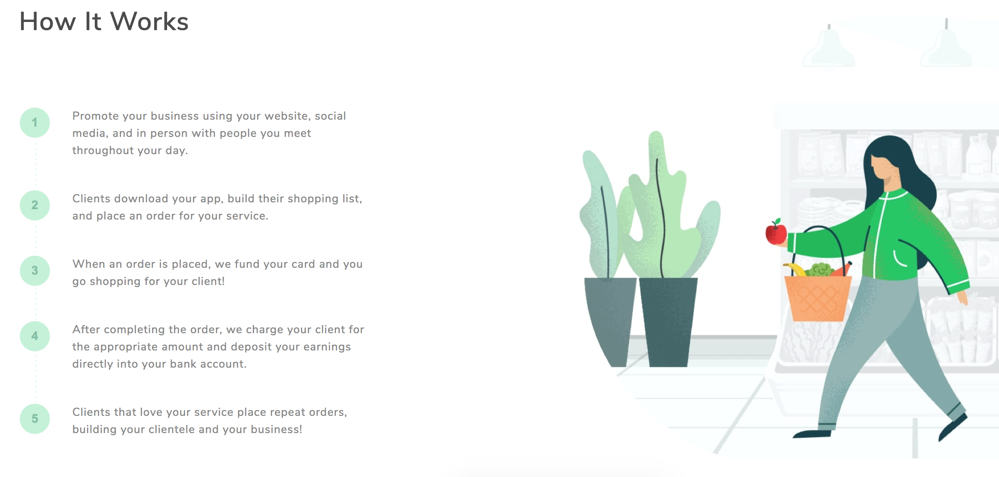 How It Works
1
Promote your business using your website, social
media, and in person with people you meet
throughout your day.
2
Clients download your app, build their shopping list,
and place an order for your service.
3
When an order is placed, we fund your card and you
go shopping for your client!
4
After completing the order, we charge your client for
the appropriate amount and deposit your earnings
directly into your bank account.
5
Clients that love your service place repeat orders,
building your clientele and your business!